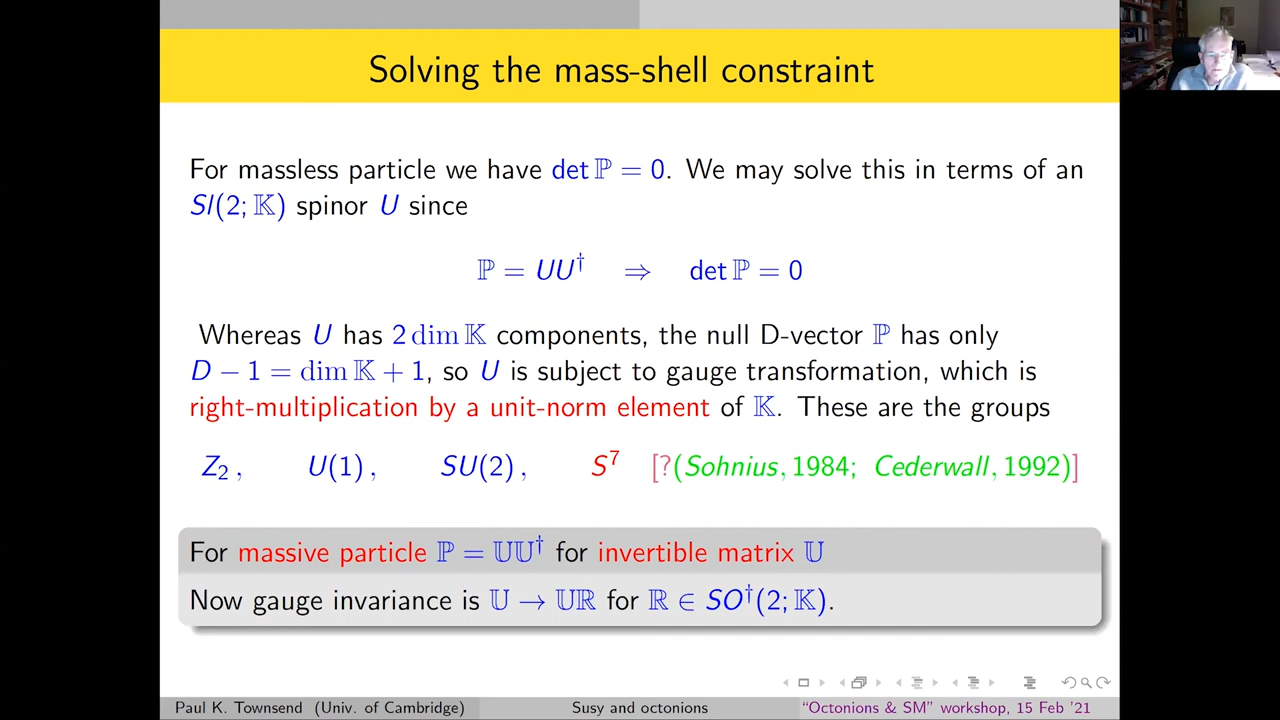 Solving the mass-shell constraint
For massless particle we have det ℙ = 0. We may solve this in terms of an
Sl(2; 𝕂) spinor U since
ℙ = UU† ⇒ det ℙ = 0
Whereas U has 2 dim 𝕂 components, the null D-vector ℙ has only
D − 1 = dim 𝕂 + 1, so U is subject to gauge transformation, which is
right-multiplication by a unit-norm element of 𝕂. These are the groups
Z₂ , U(1) , SU(2) , S⁷ [?(Sohnius, 1984; Cederwall, 1992)]
For massive particle ℙ = 𝕌𝕌† for invertible matrix 𝕌
Now gauge invariance is 𝕌 → 𝕌ℝ for ℝ ∈ SO†(2; 𝕂).
Paul K. Townsend (Univ. of Cambridge) Susy and octonions "Octonions & SM" workshop, 15 Feb '21